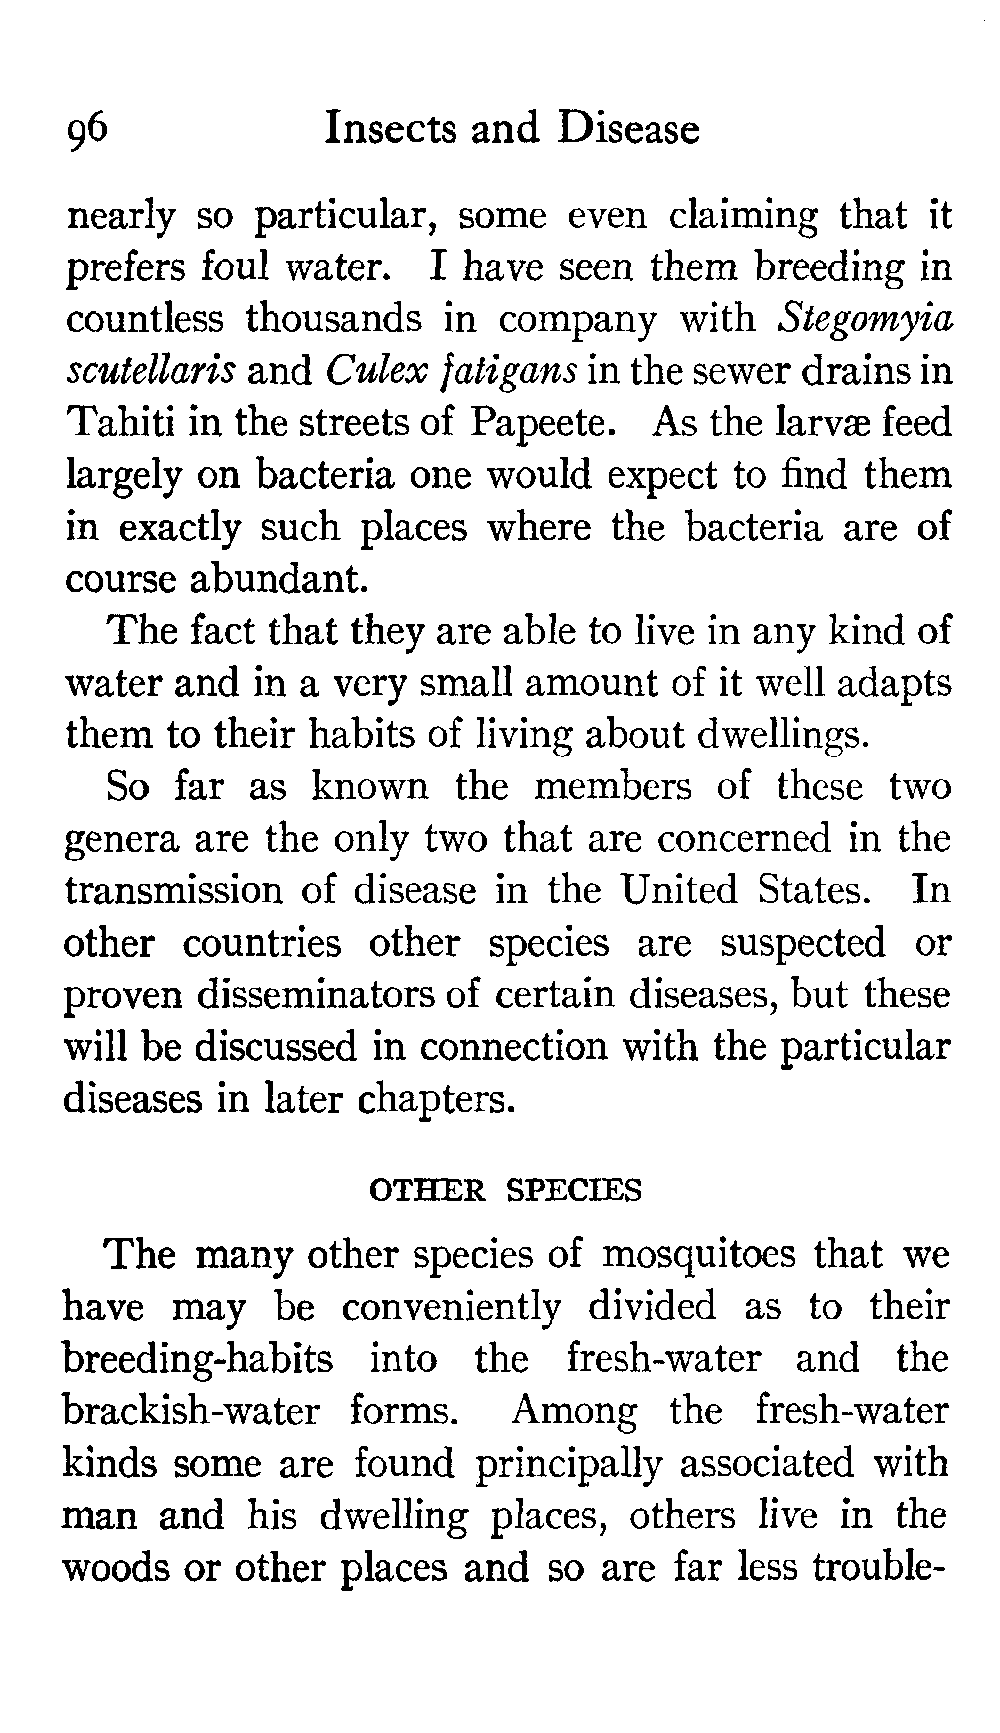 96 Insects and Disease
nearly so particular, some even claiming that it
prefers foul water. I have seen them breeding in
countless thousands in company with Stegomyia
scutellaris and Culex fatigans in the sewer drains in
Tahiti in the streets of Papeete. As the larvæ feed
largely on bacteria one would expect to find them
in exactly such places where the bacteria are of
course abundant.
The fact that they are able to live in any kind of
water and in a very small amount of it well adapts
them to their habits of living about dwellings.
So far as known the members of these two
genera are the only two that are concerned in the
transmission of disease in the United States. In
other countries other species are suspected or
proven disseminators of certain diseases, but these
will be discussed in connection with the particular
diseases in later chapters.
OTHER SPECIES
The many other species of mosquitoes that we
have may be conveniently divided as to their
breeding-habits into the fresh-water and the
brackish-water forms. Among the fresh-water
kinds some are found principally associated with
man and his dwelling places, others live in the
woods or other places and so are far less trouble-